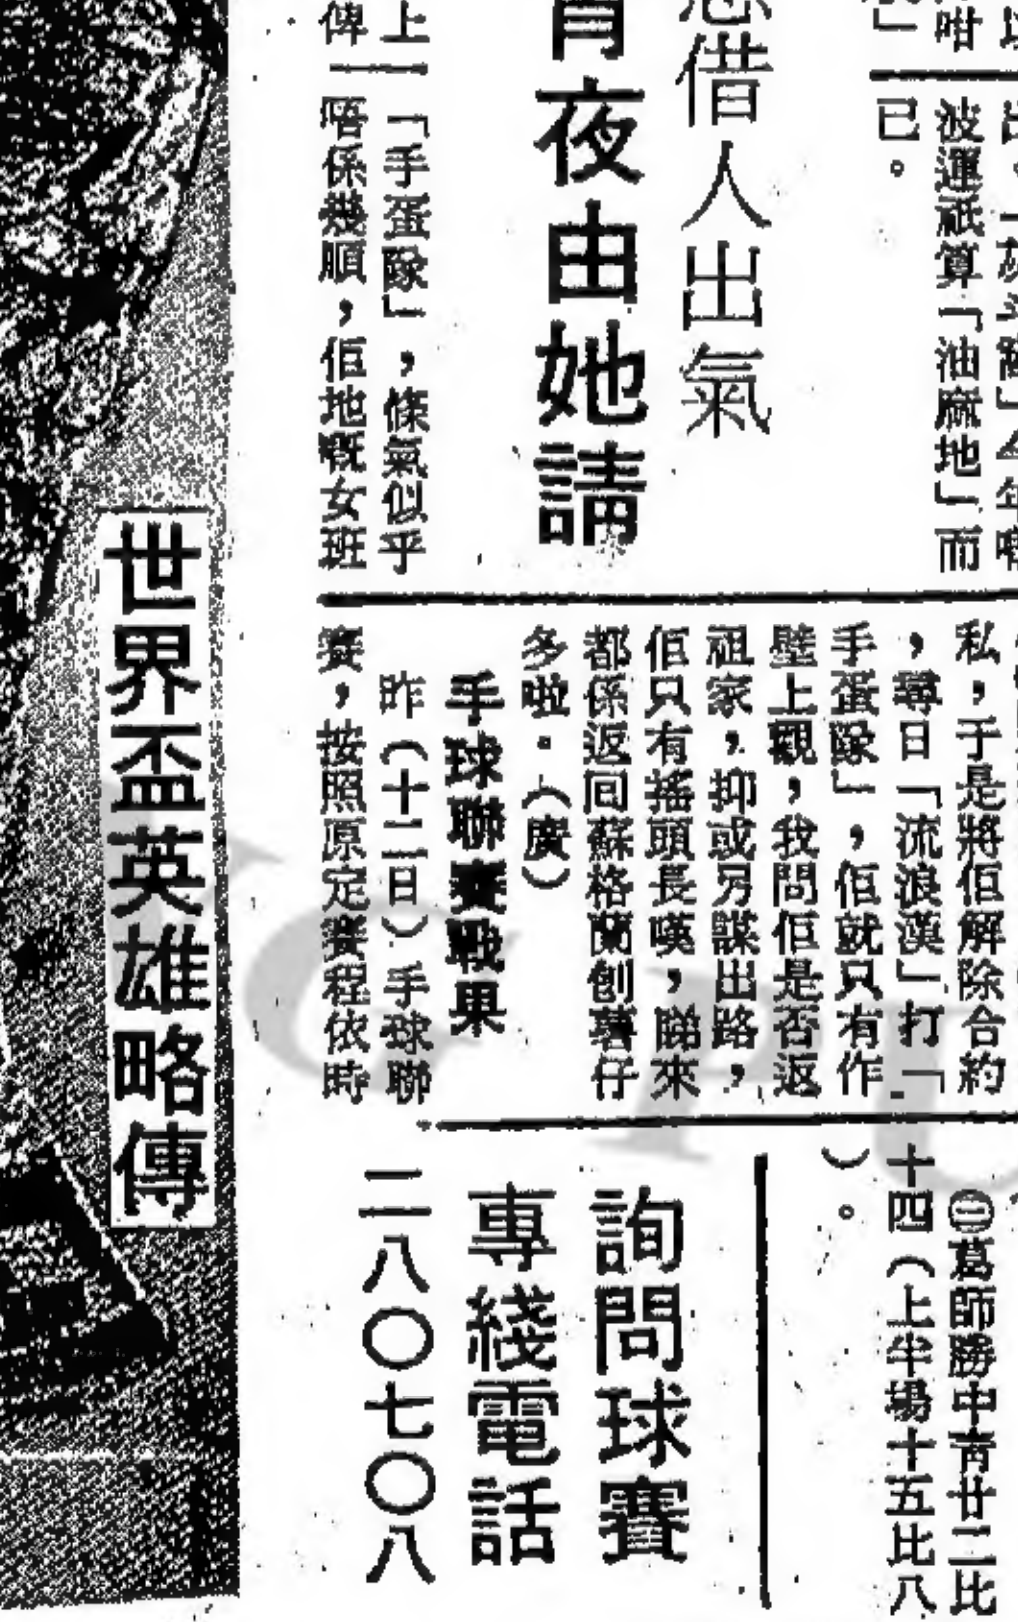 已。
波運祇算「油麻地」而
借人出氣
夜由她請
上一「手蛋隊」，條氣似乎
俾一唔係幾順，佢地嘅女班
私，于是將佢解除合約
，尋日「流浪漢」打「
手蛋隊」，佢就只有作
壁上觀，我問佢是否返
祖家，抑或另謀出路，
佢只有搖頭長嘆，睇來
都係返回蘇格蘭創薯仔
多啦。（廣）
手球聯賽戰果
昨（十二日）手球聯
賽，按照原定賽程依時
葛師勝中青廿二比
十四（上半場十五比八
）。
詢問球賽
專綫電話
二八〇七〇八
世界盃英雄略傳